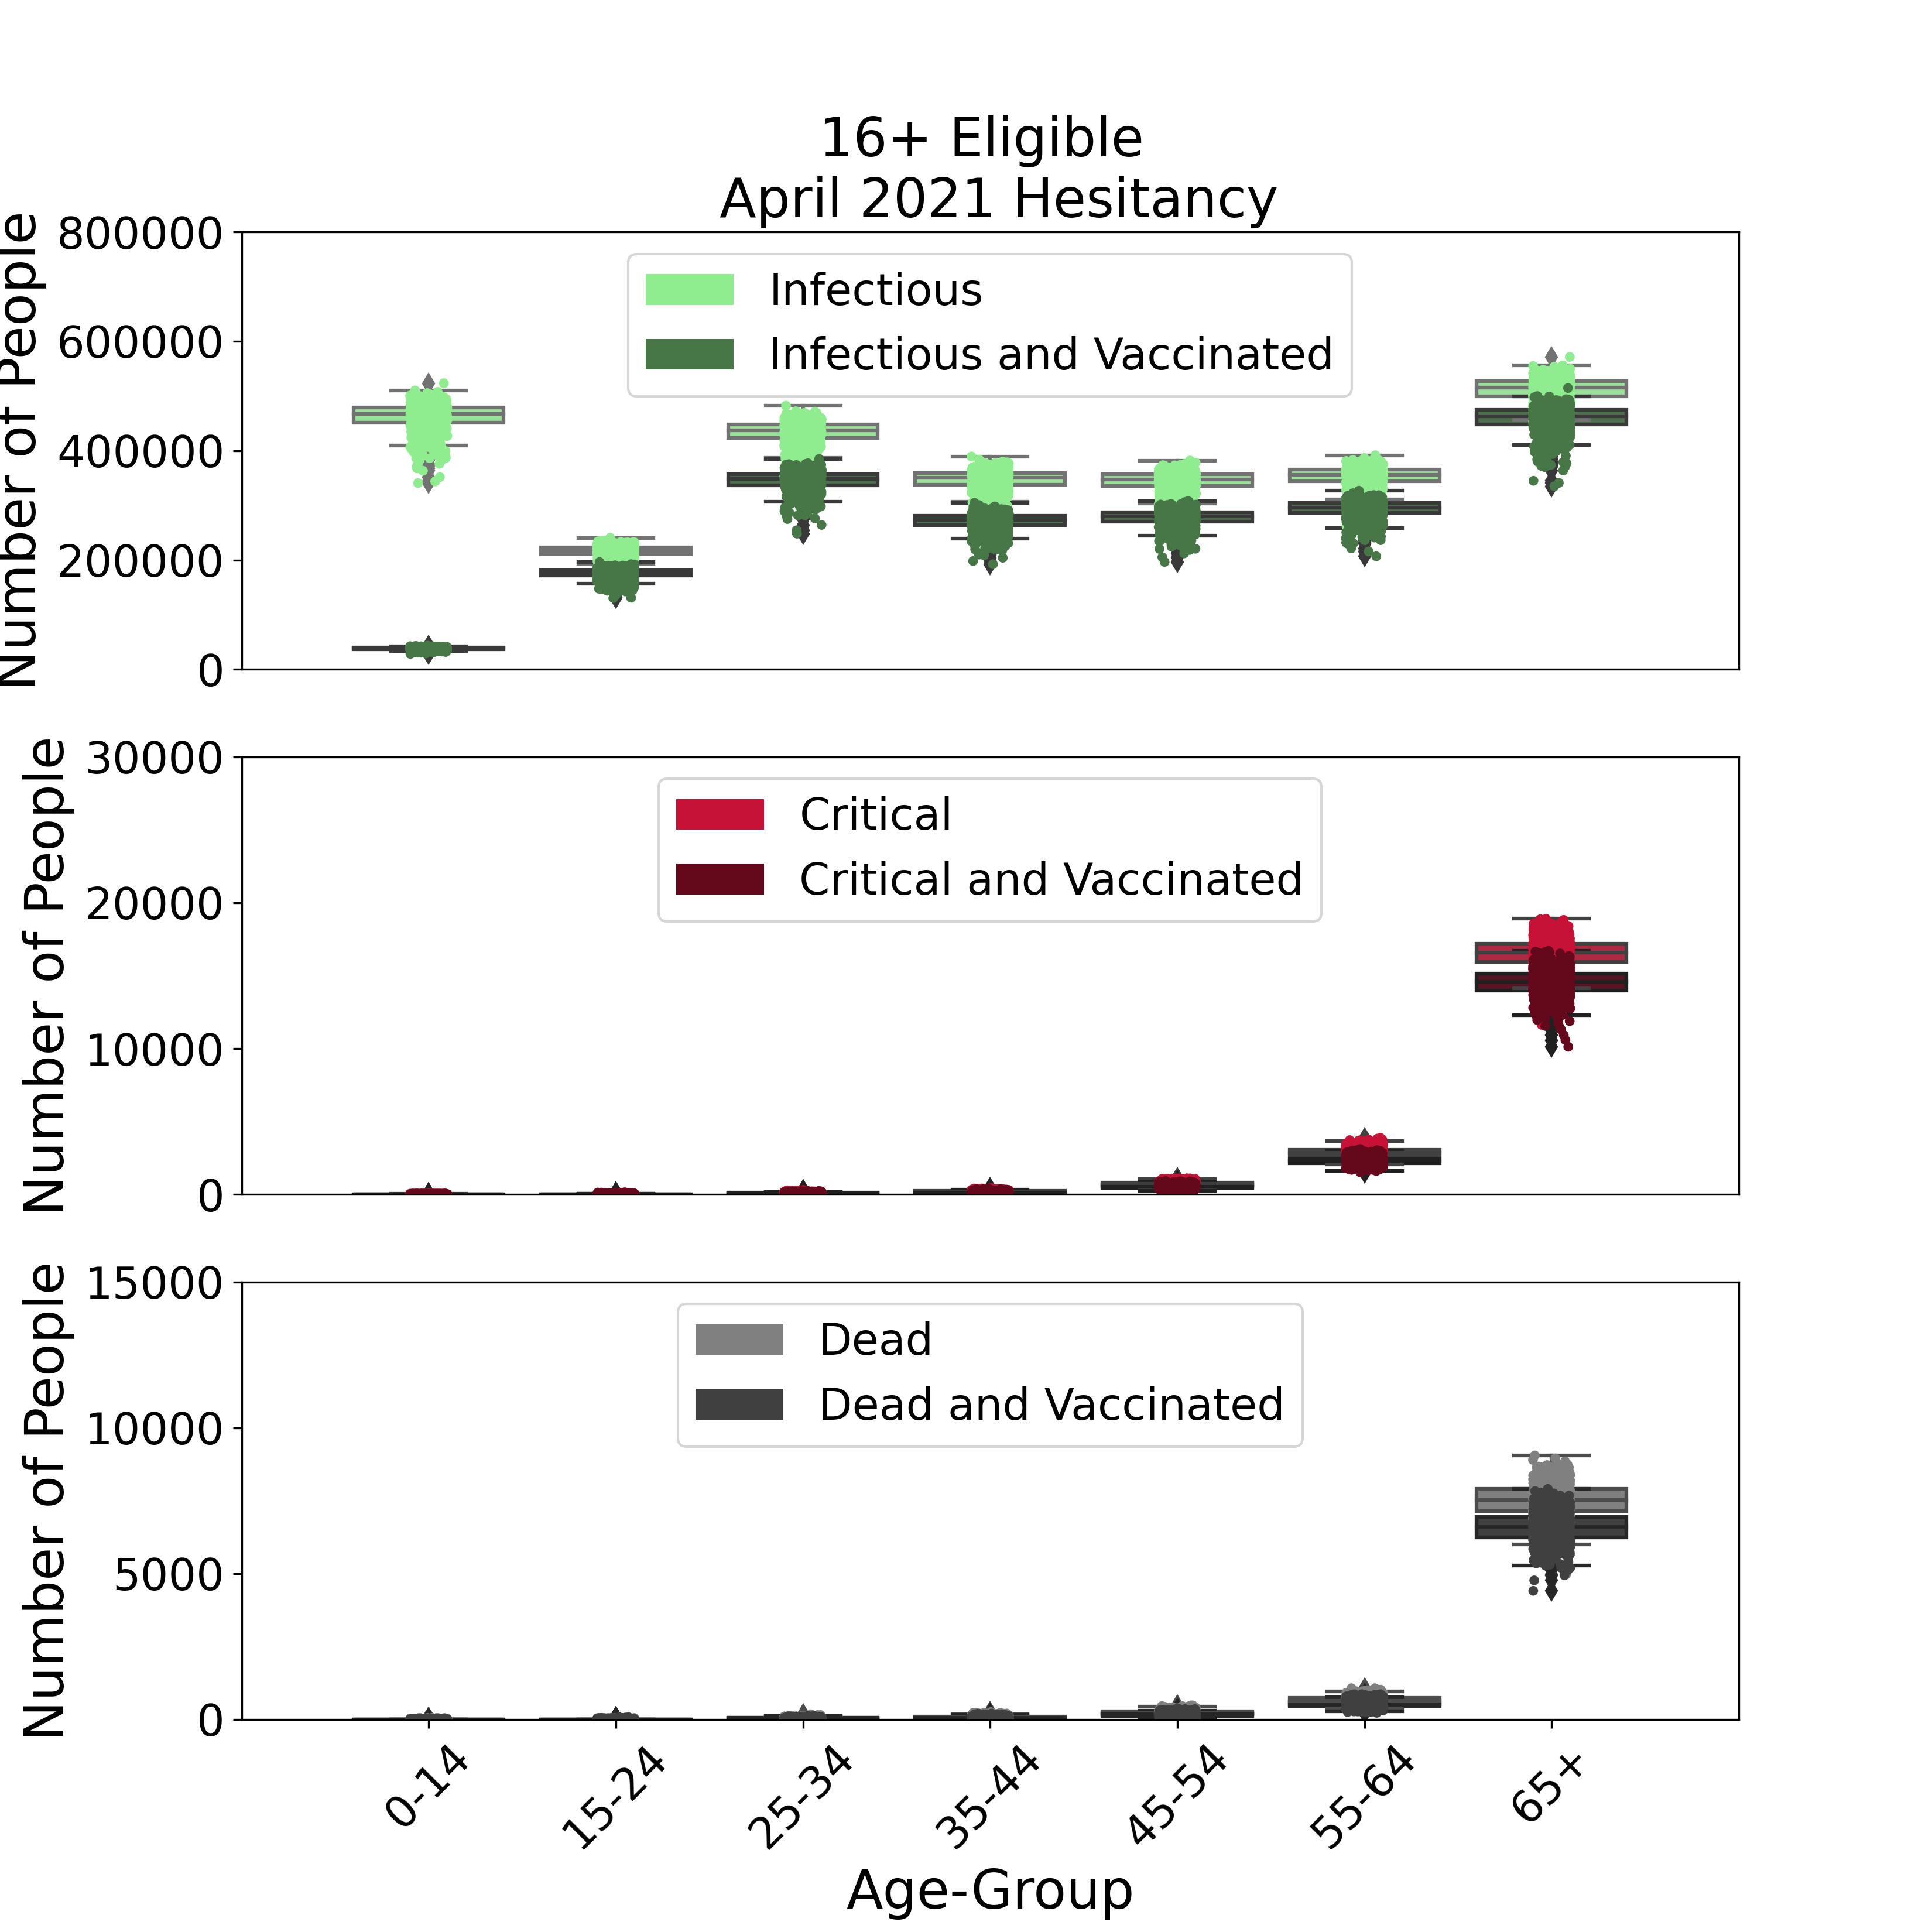 16+ Eligible
April 2021 Hesitancy
Number of People
800000
600000
400000
200000
0
Infectious
Infectious and Vaccinated
Number of People
30000
20000
10000
0
Critical
Critical and Vaccinated
Number of People
15000
10000
5000
0
Dead
Dead and Vaccinated
0-14
15-24
25-34
35-44
45-54
55-64
65+
Age-Group